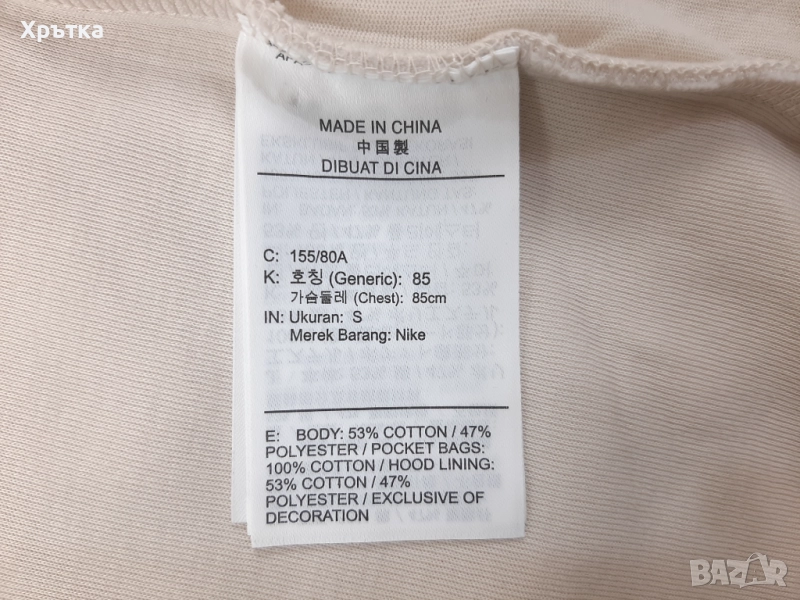 Хрътка
MADE IN CHINA
中国製
DIBUAT DI CINA
C: 155/80A
K: 호칭 (Generic): 85
가슴둘레 (Chest): 85cm
IN: Ukuran: S
Merek Barang: Nike
E: BODY: 53% COTTON / 47%
POLYESTER / POCKET BAGS:
100% COTTON / HOOD LINING:
53% COTTON / 47%
POLYESTER / EXCLUSIVE OF
DECORATION
BAZAR